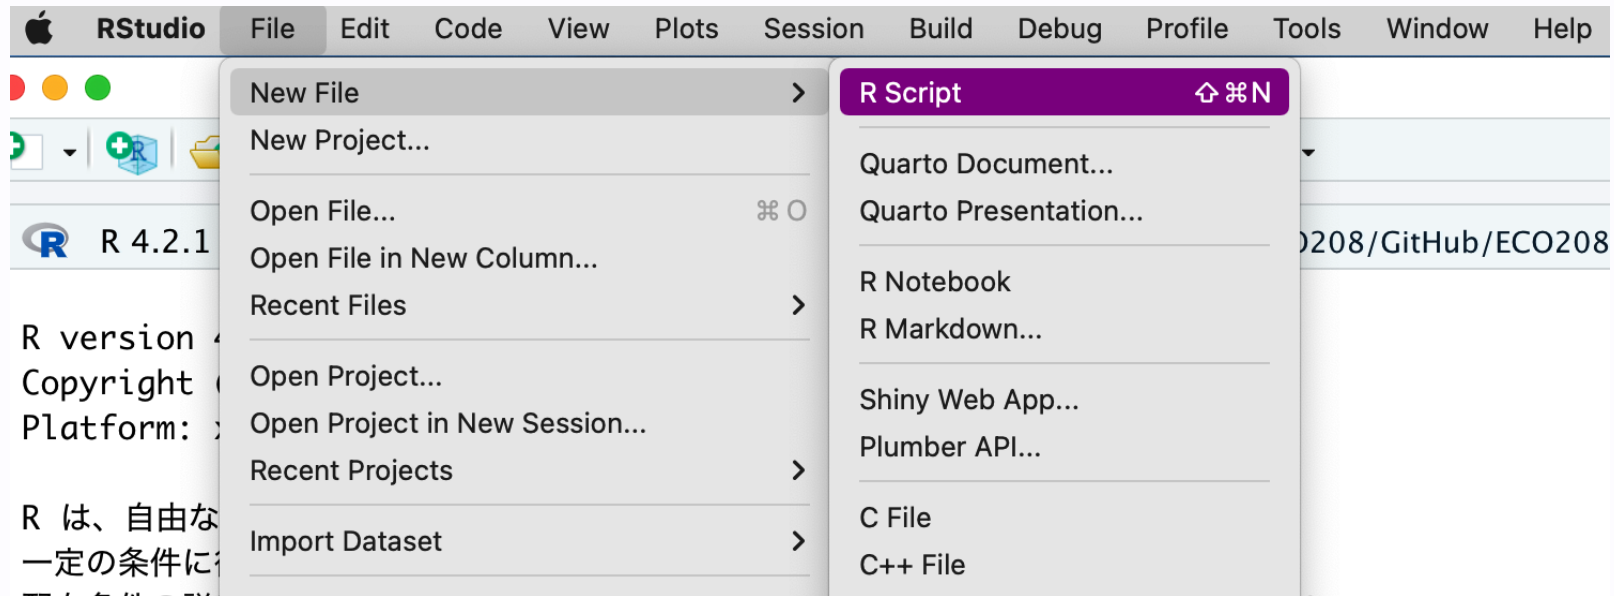 RStudio File Edit Code View Plots Session Build Debug Profile Tools Window Help
New File
New Project...
Open File... ⌘ O
Open File in New Column...
Recent Files
Open Project...
Open Project in New Session...
Recent Projects
Import Dataset
R Script ⇧⌘N
Quarto Document...
Quarto Presentation...
R Notebook
R Markdown...
Shiny Web App...
Plumber API...
C File
C++ File
R 4.2.1
O208/GitHub/ECO208
R version
Copyright
Platform:
R は、自由な
一定の条件に